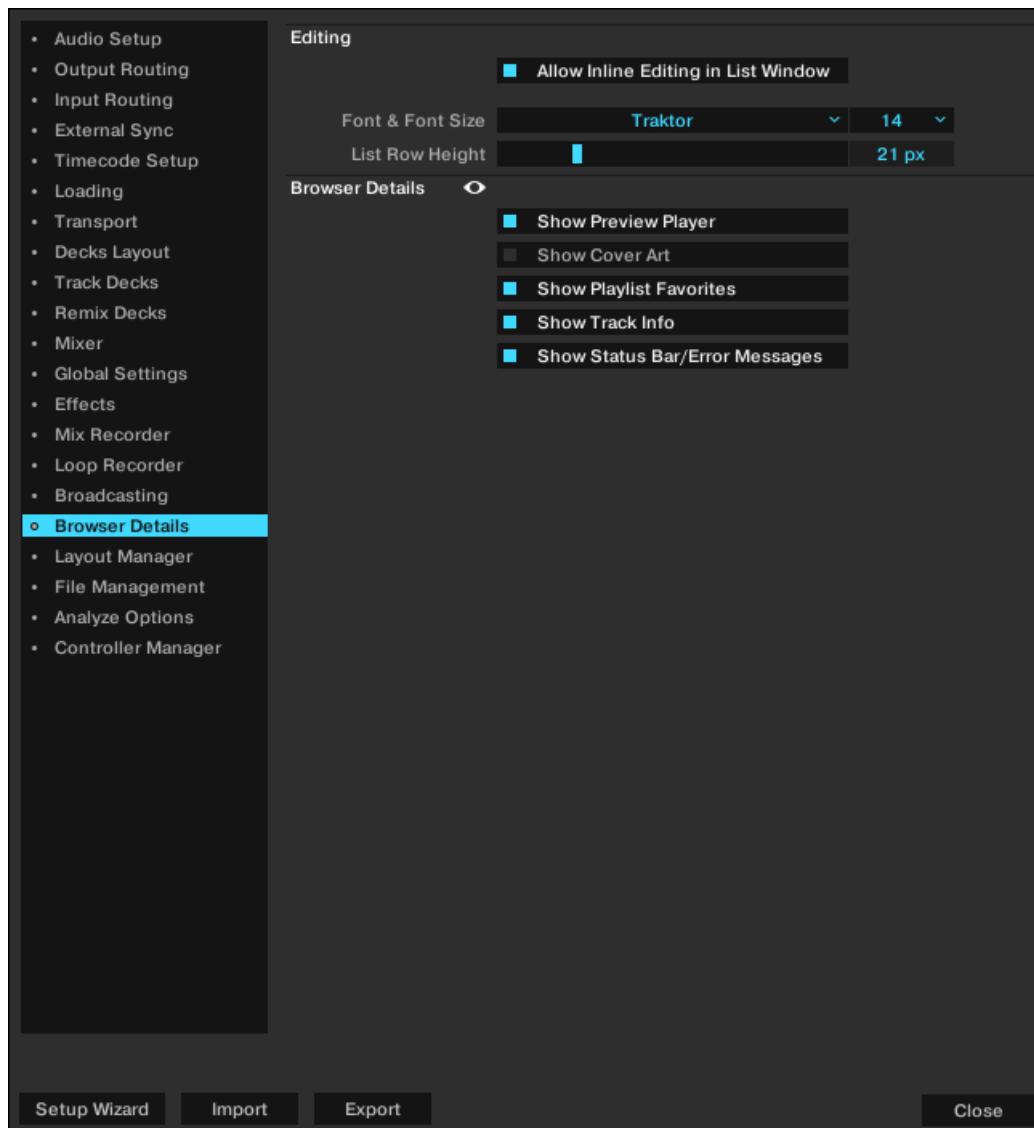 Audio Setup
Output Routing
Input Routing
External Sync
Timecode Setup
Loading
Transport
Decks Layout
Track Decks
Remix Decks
Mixer
Global Settings
Effects
Mix Recorder
Loop Recorder
Broadcasting
Browser Details
Layout Manager
File Management
Analyze Options
Controller Manager
Editing
Allow Inline Editing in List Window
Font & Font Size Traktor 14
List Row Height 21 px
Browser Details
Show Preview Player
Show Cover Art
Show Playlist Favorites
Show Track Info
Show Status Bar/Error Messages
Setup Wizard Import Export Close